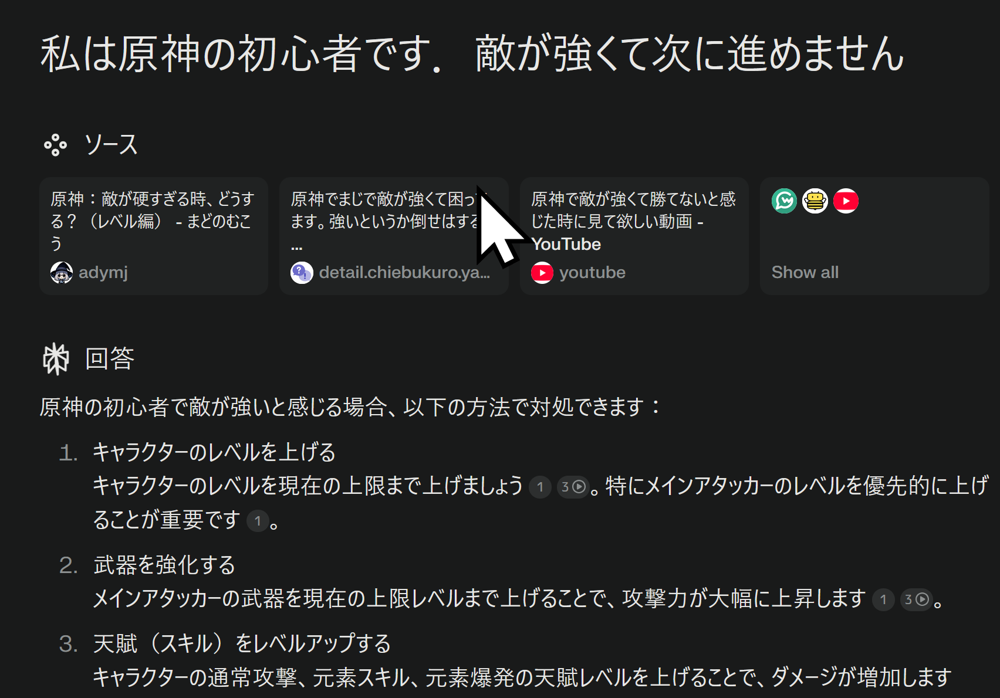 私は原神の初心者です． 敵が強くて次に進めません
ソース
原神：敵が硬すぎる時、どうす
る？（レベル編） - まどのむこ
う
adymj
原神でまじで敵が強くて困っ
ます。強いというか倒せはする
...
detail.chiebukuro.ya...
原神で敵が強くて勝てないと感
じた時に見て欲しい動画 -
YouTube
youtube
Show all
回答
原神の初心者で敵が強いと感じる場合、以下の方法で対処できます：
1. キャラクターのレベルを上げる
キャラクターのレベルを現在の上限まで上げましょう 1 3。特にメインアタッカーのレベルを優先的に上げ
ることが重要です 1。
2. 武器を強化する
メインアタッカーの武器を現在の上限レベルまで上げることで、攻撃力が大幅に上昇します 1 3。
3. 天賦（スキル）をレベルアップする
キャラクターの通常攻撃、元素スキル、元素爆発の天賦レベルを上げることで、ダメージが増加します